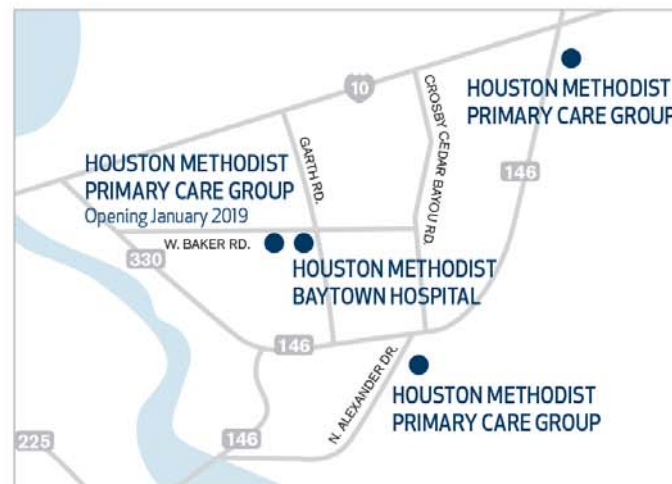 10
HOUSTON METHODIST
PRIMARY CARE GROUP
CROSBY CEDAR BAYOU RD.
GARTH RD.
146
HOUSTON METHODIST
PRIMARY CARE GROUP
Opening January 2019
W. BAKER RD.
330
HOUSTON METHODIST
BAYTOWN HOSPITAL
146
N. ALEXANDER DR.
HOUSTON METHODIST
PRIMARY CARE GROUP
146
225